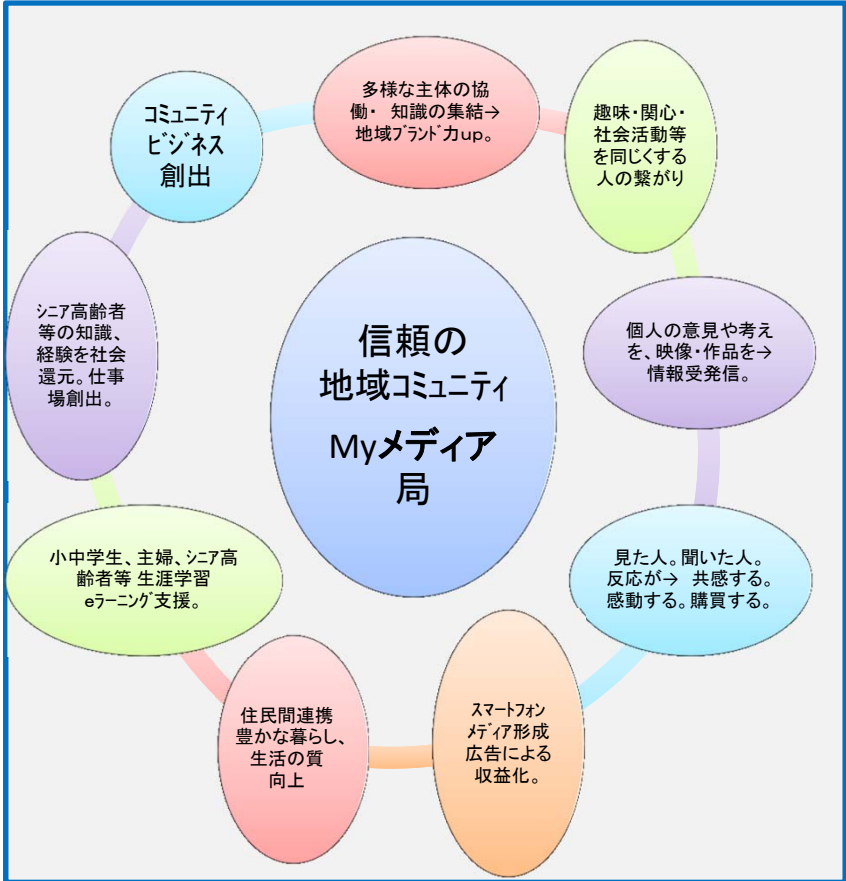 多様な主体の協
働・ 知識の集結→
地域ﾌﾞﾗﾝﾄﾞ力up。
趣味・関心・
社会活動等
を同じくする
人の繋がり
個人の意見や考え
を、映像・作品を→
情報受発信。
見た人。聞いた人。
反応が→ 共感する。
感動する。購買する。
スマートフォン
ﾒﾃﾞｨｱ形成
広告による
収益化。
住民間連携
豊かな暮らし、
生活の質
向上
小中学生、主婦、ｼﾆｱ高
齢者等 生涯学習
eﾗｰﾆﾝｸﾞ支援。
ｼﾆｱ高齢者
等の知識、
経験を社会
還元。仕事
場創出。
ｺﾐｭﾆﾃｨ
ﾋﾞｼﾞﾈｽ
創出
信頼の
地域ｺﾐｭﾆﾃｨ
Myメディア
局